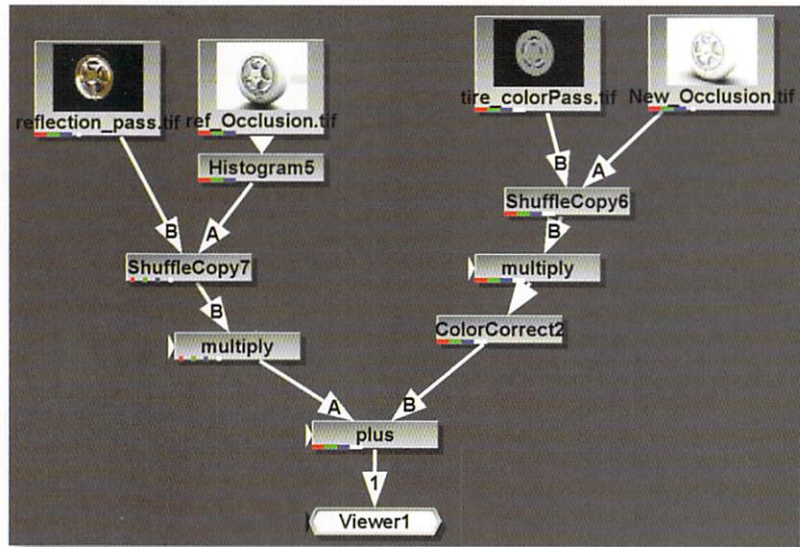 reflection_pass.tif
ref_Occlusion.tif
tire_colorPass.tif
New_Occlusion.tif
Histogram5
B
A
ShuffleCopy6
B
A
B
ShuffleCopy7
multiply
B
ColorCorrect2
multiply
A
B
plus
1
Viewer1